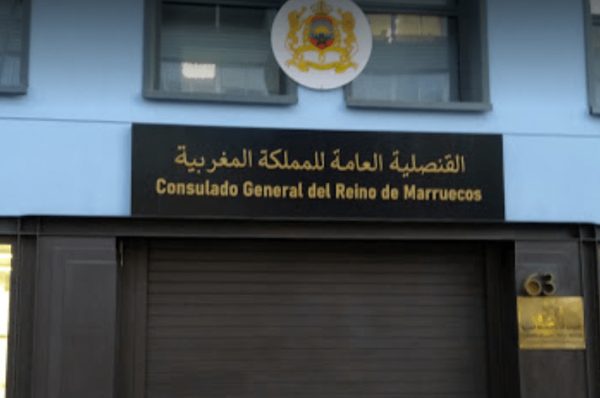 القنصلية العامة للمملكة المغربية
Consulado General del Reino de Marruecos
63